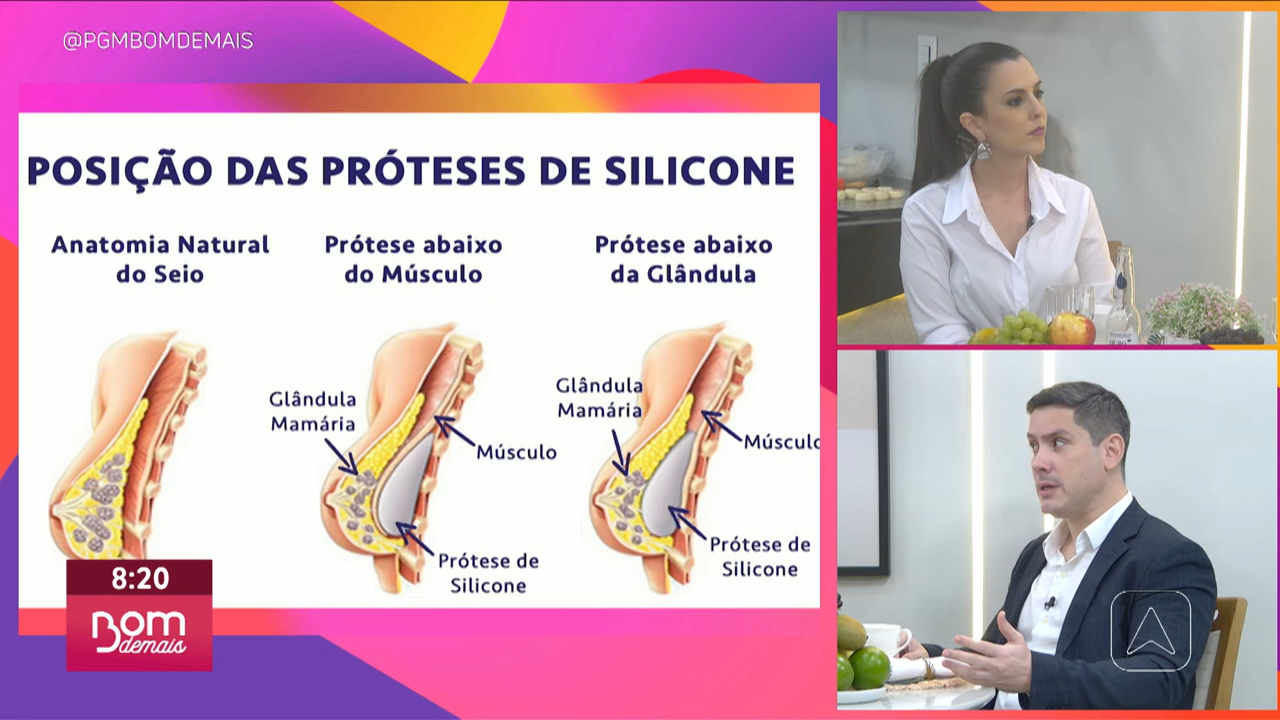 @PGMBOMDEMAIS
POSIÇÃO DAS PRÓTESES DE SILICONE
Anatomia Natural
do Seio
Prótese abaixo
do Músculo
Prótese abaixo
da Glândula
Glândula
Mamária
Músculo
Prótese de
Silicone
Glândula
Mamária
Músculo
Prótese de
Silicone
8:20
Bom
demais